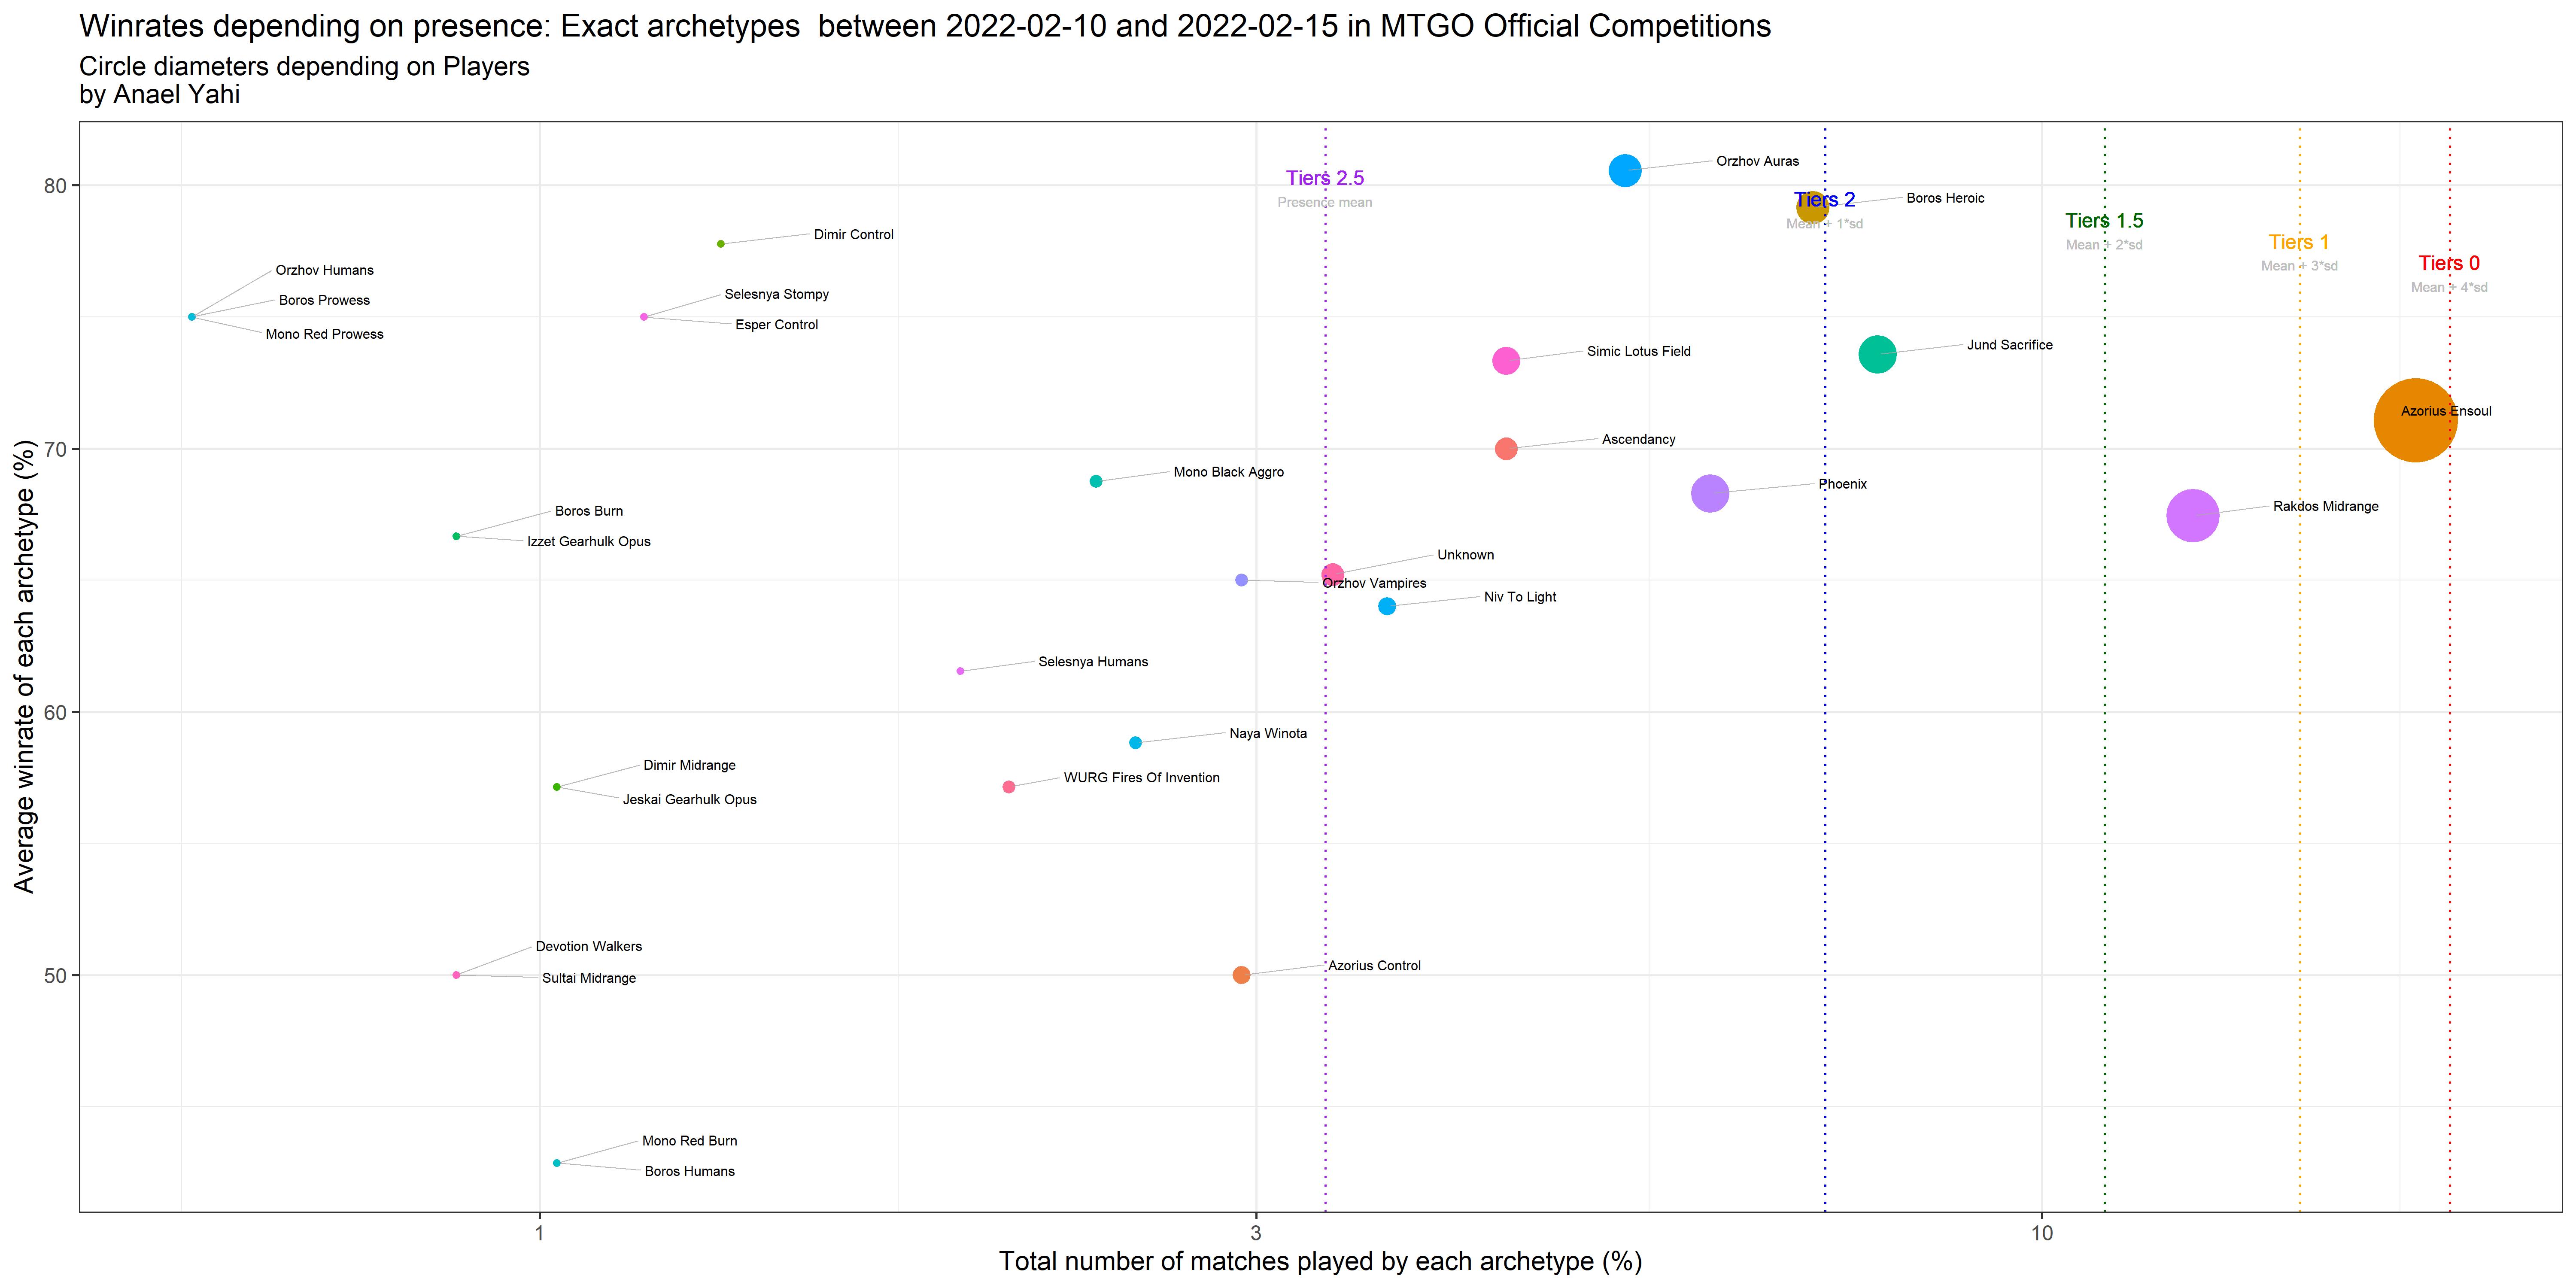 Winrates depending on presence: Exact archetypes  between 2022-02-10 and 2022-02-15 in MTGO Official Competitions
Circle diameters depending on Players
by Anael Yahi
Average winrate of each archetype (%)
80
70
60
50
Orzhov Auras
Tiers 2.5
Presence mean
Tiers 2
Mean + 1*sd
Boros Heroic
Tiers 1.5
Mean + 2*sd
Tiers 1
Mean + 3*sd
Tiers 0
Mean + 4*sd
Dimir Control
Orzhov Humans
Boros Prowess
Mono Red Prowess
Selesnya Stompy
Esper Control
Simic Lotus Field
Jund Sacrifice
Azorius Ensoul
Ascendancy
Mono Black Aggro
Phoenix
Rakdos Midrange
Boros Burn
Izzet Gearhulk Opus
Unknown
Orzhov Vampires
Niv To Light
Selesnya Humans
Naya Winota
Dimir Midrange
WURG Fires Of Invention
Jeskai Gearhulk Opus
Devotion Walkers
Sultai Midrange
Azorius Control
Mono Red Burn
Boros Humans
1
3
10
Total number of matches played by each archetype (%)